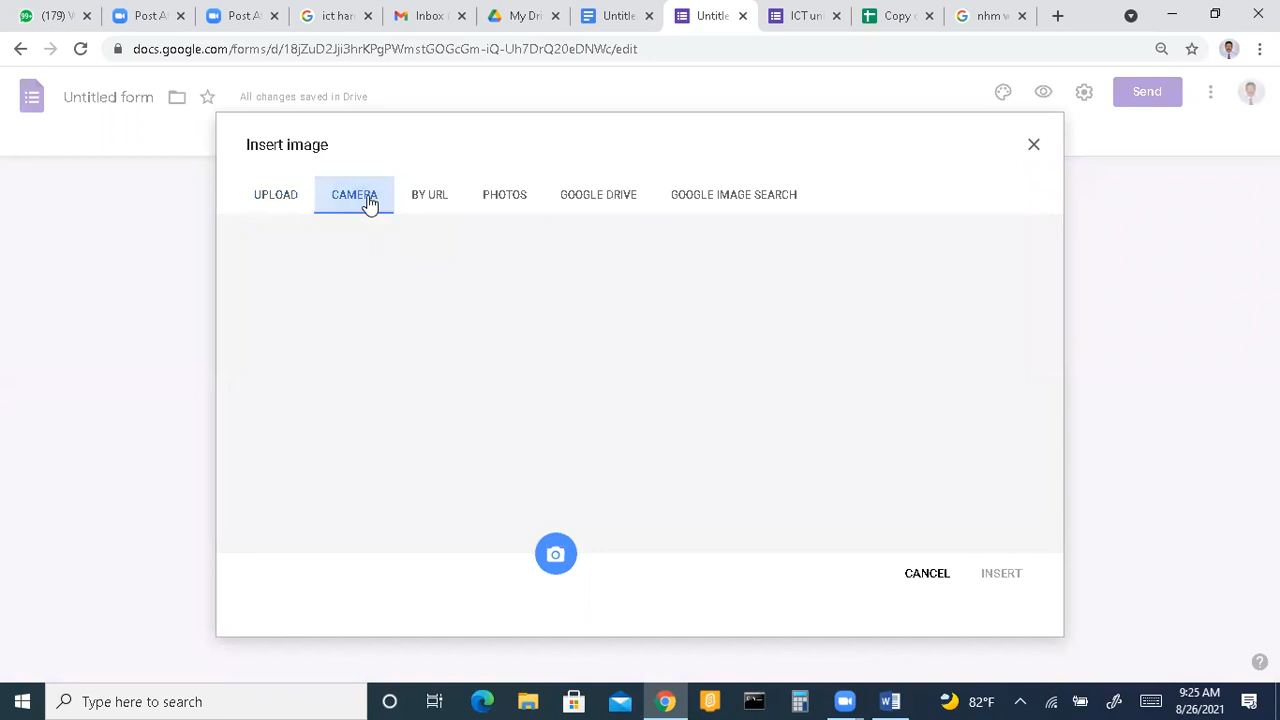 (179) Post A Post A ict har Inbox ( My Dri Untitle Untitle ICT u Copy nhm w
docs.google.com/forms/d/18jZuD2Jji3hrKPgPWmstGOGcGm-iQ-Uh7DrQ20eDNWc/edit
Untitled form All changes saved in Drive Send
Insert image
UPLOAD CAMERA BY URL PHOTOS GOOGLE DRIVE GOOGLE IMAGE SEARCH
CANCEL INSERT
Type here to search 82°F 9:25 AM
8/26/2021